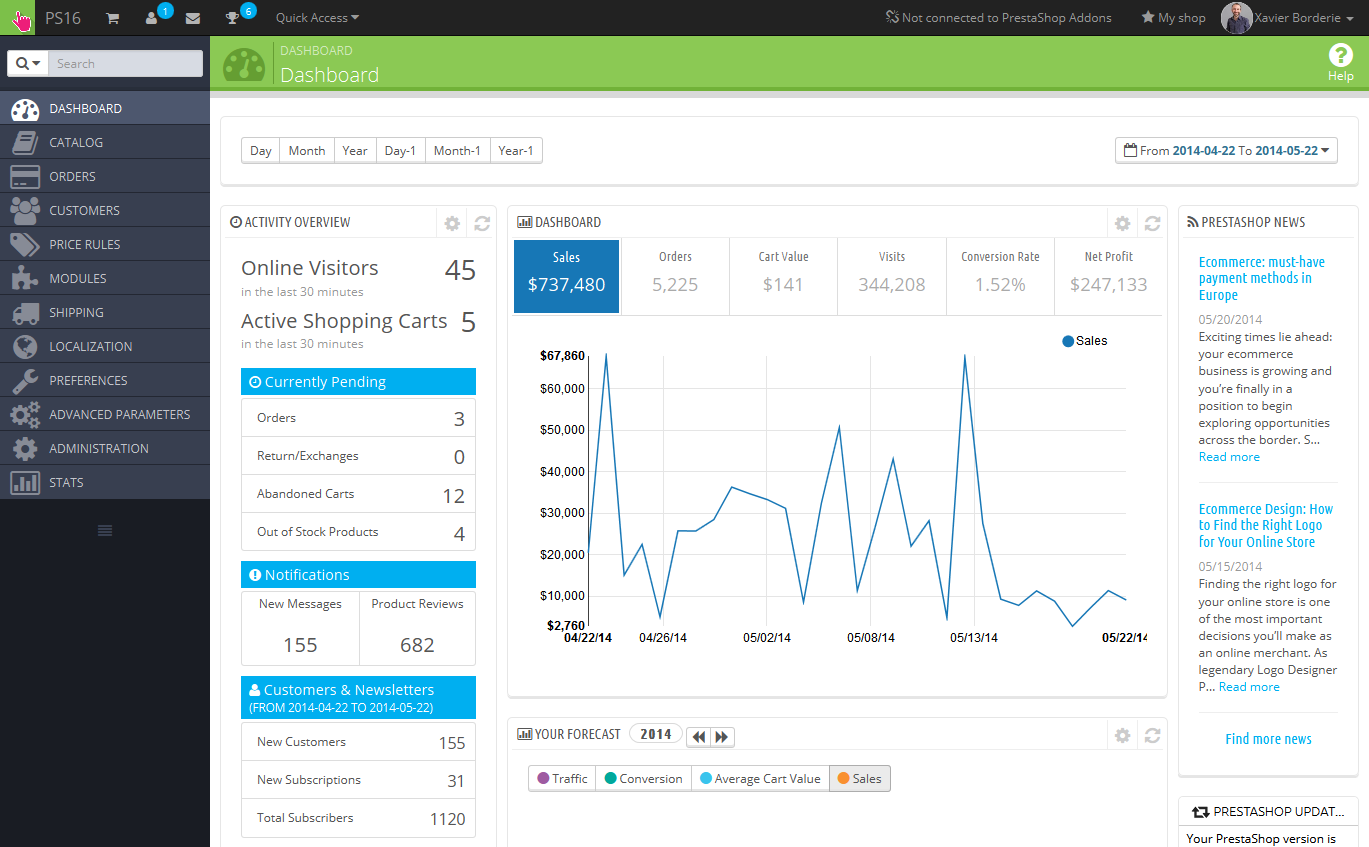 PS16
1
6
Quick Access
Not connected to PrestaShop Addons
My shop
Xavier Borderie
Search
DASHBOARD
Dashboard
Help
DASHBOARD
CATALOG
ORDERS
CUSTOMERS
PRICE RULES
MODULES
SHIPPING
LOCALIZATION
PREFERENCES
ADVANCED PARAMETERS
ADMINISTRATION
STATS
Day
Month
Year
Day-1
Month-1
Year-1
From 2014-04-22 To 2014-05-22
ACTIVITY OVERVIEW
Online Visitors 45
in the last 30 minutes
Active Shopping Carts 5
in the last 30 minutes
Currently Pending
Orders 3
Return/Exchanges 0
Abandoned Carts 12
Out of Stock Products 4
Notifications
New Messages
Product Reviews
155
682
Customers & Newsletters
(FROM 2014-04-22 TO 2014-05-22)
New Customers 155
New Subscriptions 31
Total Subscribers 1120
DASHBOARD
Sales
$737,480
Orders
5,225
Cart Value
$141
Visits
344,208
Conversion Rate
1.52%
Net Profit
$247,133
Sales
$67,860
$60,000
$50,000
$40,000
$30,000
$20,000
$10,000
$2,760
04/22/14
04/26/14
05/02/14
05/08/14
05/13/14
05/22/14
YOUR FORECAST
2014
Traffic
Conversion
Average Cart Value
Sales
PRESTASHOP NEWS
Ecommerce: must-have
payment methods in
Europe
05/20/2014
Exciting times lie ahead:
your ecommerce
business is growing and
you’re finally in a
position to begin
exploring opportunities
across the border. S...
Read more
Ecommerce Design: How
to Find the Right Logo
for Your Online Store
05/15/2014
Finding the right logo for
your online store is one
of the most important
decisions you’ll make as
an online merchant. As
legendary Logo Designer
P... Read more
Find more news
PRESTASHOP UPDAT...
Your PrestaShop version is